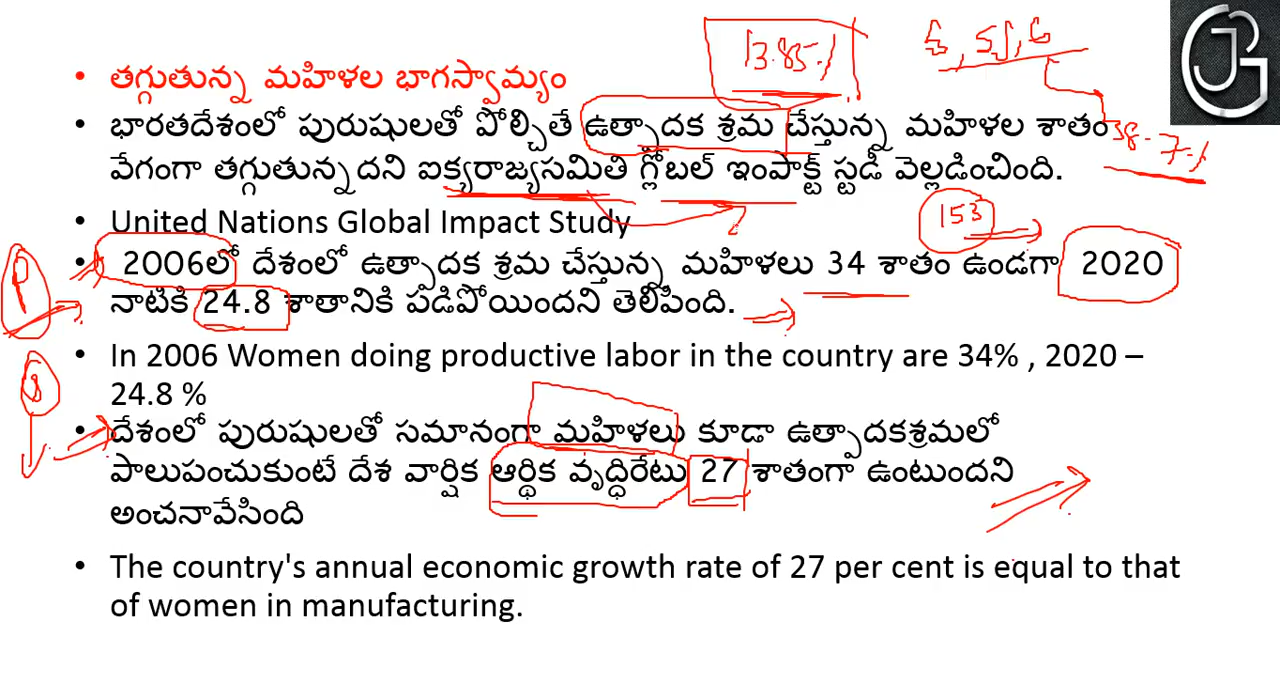 13.85%
• తగ్గుతున్న మహిళల భాగస్వామ్యం
• భారతదేశంలో పురుషులతో పోల్చితే ఉత్పాదక శ్రమ చేస్తున్న మహిళల శాతం
38.7%
వేగంగా తగ్గుతున్నదని ఐక్యరాజ్యసమితి గ్లోబల్ ఇంపాక్ట్ స్టడీ వెల్లడించింది.
• United Nations Global Impact Study
153
• 2006లో దేశంలో ఉత్పాదక శ్రమ చేస్తున్న మహిళలు 34 శాతం ఉండగా 2020
నాటికి 24.8 శాతానికి పడిపోయిందని తెలిపింది.
• In 2006 Women doing productive labor in the country are 34% , 2020 –
24.8 %
• దేశంలో పురుషులతో సమానంగా మహిళలు కూడా ఉత్పాదకశ్రమలో
పాలుపంచుకుంటే దేశ వార్షిక ఆర్థిక వృద్ధిరేటు 27 శాతంగా ఉంటుందని
అంచనావేసింది
• The country's annual economic growth rate of 27 per cent is equal to that
of women in manufacturing.